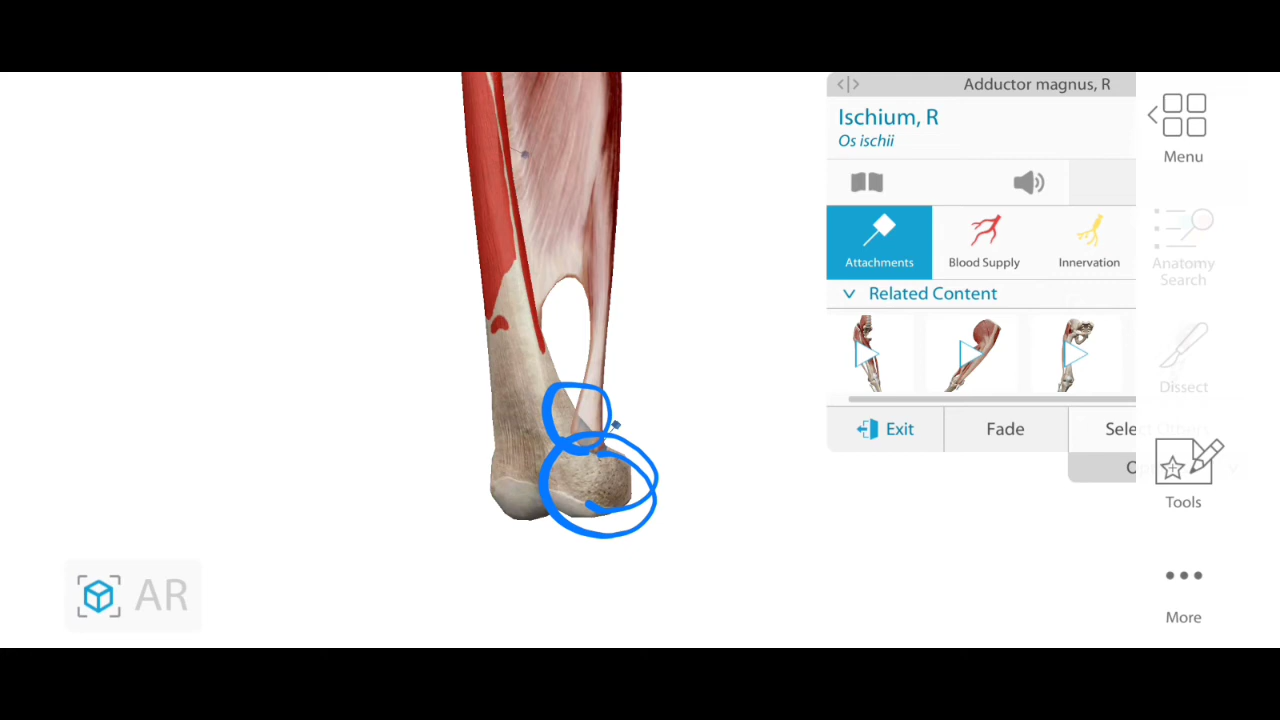 Adductor magnus, R
Ischium, R
Os ischii
Attachments
Blood Supply
Innervation
Related Content
Exit
Fade
AR
Menu
Anatomy
Search
Dissect
Tools
More